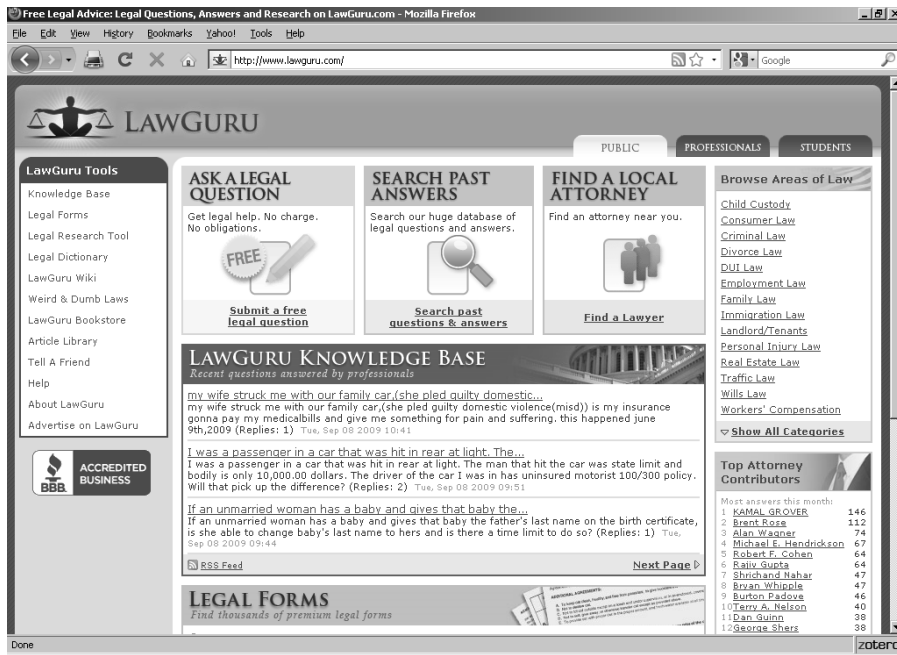 Free Legal Advice: Legal Questions, Answers and Research on LawGuru.com - Mozilla Firefox
File Edit View History Bookmarks Yahoo! Tools Help
http://www.lawguru.com/
Google
LAWGURU
PUBLIC
PROFESSIONALS
STUDENTS
LawGuru Tools
Knowledge Base
Legal Forms
Legal Research Tool
Legal Dictionary
LawGuru Wiki
Weird & Dumb Laws
LawGuru Bookstore
Article Library
Tell A Friend
Help
About LawGuru
Advertise on LawGuru
BBB.
ACCREDITED
BUSINESS
ASK A LEGAL
QUESTION
Get legal help. No charge.
No obligations.
FREE
Submit a free
legal question
SEARCH PAST
ANSWERS
Search our huge database of
legal questions and answers.
Search past
questions & answers
FIND A LOCAL
ATTORNEY
Find an attorney near you.
Find a Lawyer
LAWGURU KNOWLEDGE BASE
Recent questions answered by professionals
my wife struck me with our family car,(she pled guilty domestic...
my wife struck me with our family car,(she pled guilty domestic violence(misd)) is my insurance
gonna pay my medicalbills and give me something for pain and suffering. this happened june
9th,2009 (Replies: 1) Tue, Sep 08 2009 10:41
I was a passenger in a car that was hit in rear at light. The...
I was a passenger in a car that was hit in rear at light. The man that hit the car was state limit and
bodily is only 10,000.00 dollars. The driver of the car I was in has uninsured motorist 100/300 policy.
Will that pick up the difference? (Replies: 2) Tue, Sep 08 2009 09:51
If an unmarried woman has a baby and gives that baby the...
If an unmarried woman has a baby and gives that baby the father's last name on the birth certificate,
is she able to change baby's last name to hers and is there a time limit to do so? (Replies: 1) Tue,
Sep 08 2009 09:44
RSS Feed
Next Page
LEGAL FORMS
Find thousands of premium legal forms
Browse Areas of Law
Child Custody
Consumer Law
Criminal Law
Divorce Law
DUI Law
Employment Law
Family Law
Immigration Law
Landlord/Tenants
Personal Injury Law
Real Estate Law
Traffic Law
Wills Law
Workers' Compensation
Show All Categories
Top Attorney
Contributors
Most answers this month:
1 KAMAL GROVER 146
2 Brent Rose 112
3 Alan Wagner 74
4 Michael E. Hendrickson 67
5 Robert F. Cohen 64
6 Rajiv Gupta 64
7 Shrichand Nahar 47
8 Bryan Whipple 47
9 Burton Padove 46
10 Terry A. Nelson 40
11 Dan Guinn 38
12 George Shers 38
Done
zotero